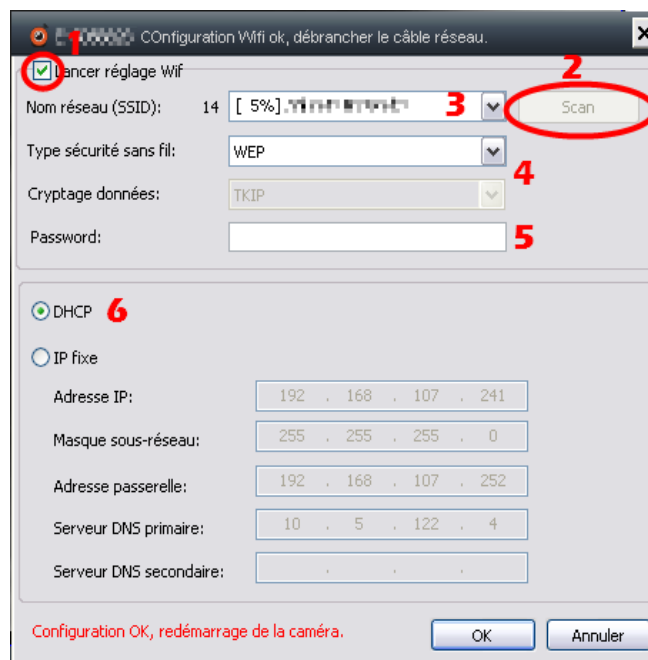 COnfiguration Wifi ok, débrancher le câble réseau.
1
Lancer réglage Wif
2
Nom réseau (SSID): 14 [ 5%]. 3 Scan
Type sécurité sans fil: WEP
4
Cryptage données: TKIP
Password: 5
DHCP 6
IP fixe
Adresse IP: 192 . 168 . 107 . 241
Masque sous-réseau: 255 . 255 . 255 . 0
Adresse passerelle: 192 . 168 . 107 . 252
Serveur DNS primaire: 10 . 5 . 122 . 4
Serveur DNS secondaire: . . .
Configuration OK, redémarrage de la caméra. OK Annuler